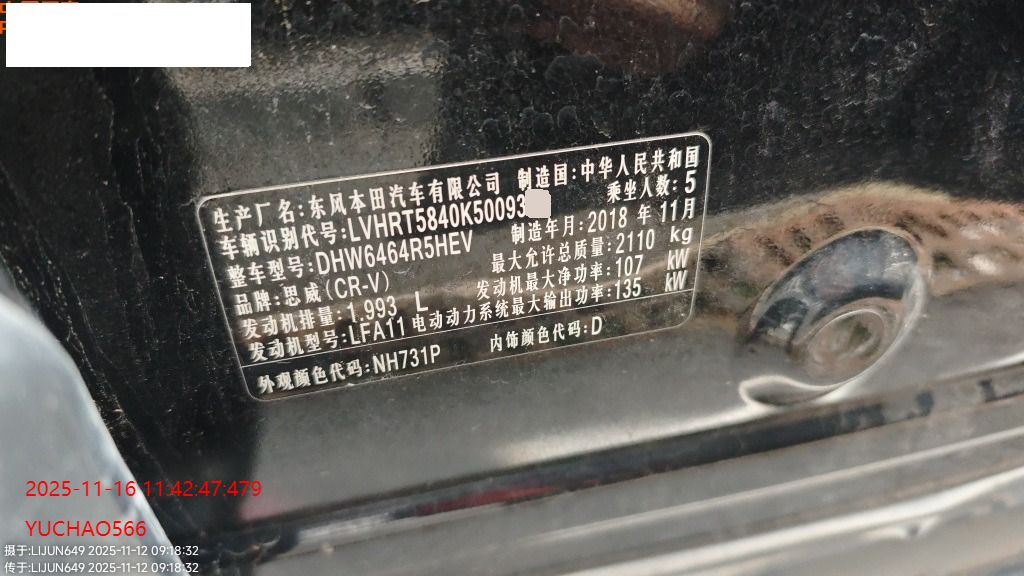 生产厂名:东风本田汽车有限公司 制造国:中华人民共和国
车辆识别代号:LVHRT5840K50093 乘坐人数:5
整车型号:DHW6464R5HEV 制造年月:2018 年 11月
品牌:思威(CR-V) 最大允许总质量:2110 kg
发动机排量:1.993 L 发动机最大净功率:107 kW
发动机型号:LFA11 电动动力系统最大输出功率:135 kW
外观颜色代码:NH731P 内饰颜色代码:D
2025-11-16 11:42:47:479
YUCHAO566
摄于:LIJUN649 2025-11-12 09:18:32
传于:LIJUN649 2025-11-12 09:18:32